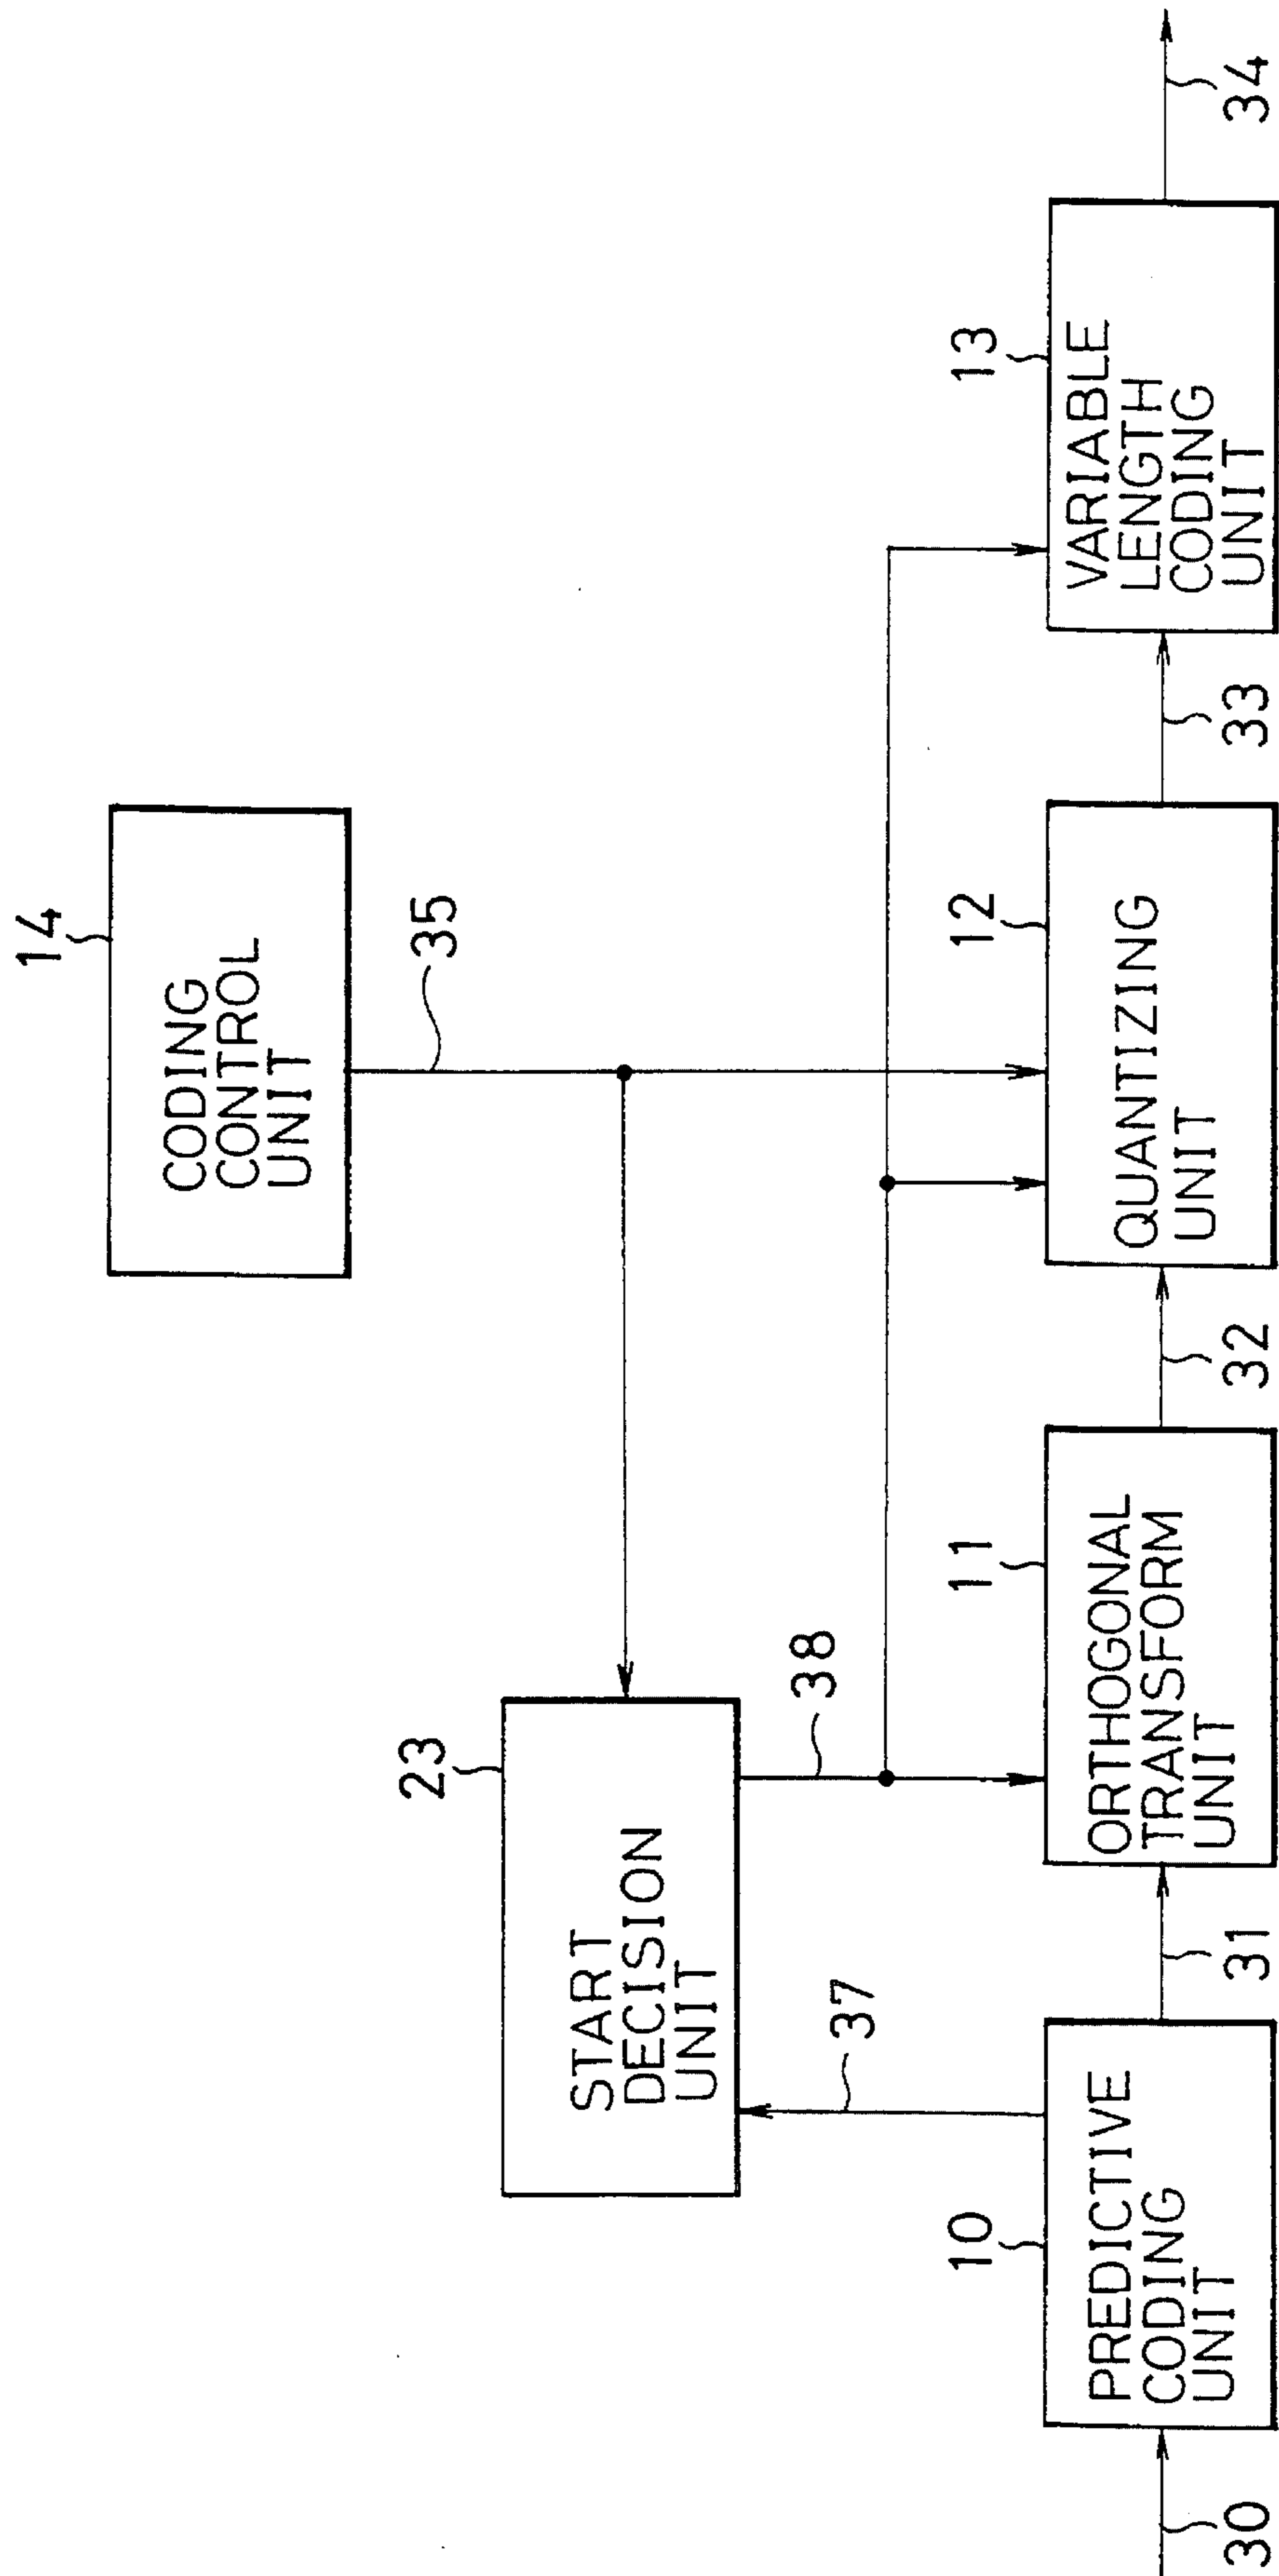 14
CODING
CONTROL
UNIT
35
23
START
DECISION
UNIT
38
37
10
PREDICTIVE
CODING
UNIT
11
ORTHOGONAL
TRANSFORM
UNIT
12
QUANTIZING
UNIT
13
VARIABLE
LENGTH
CODING
UNIT
30
31
32
33
34